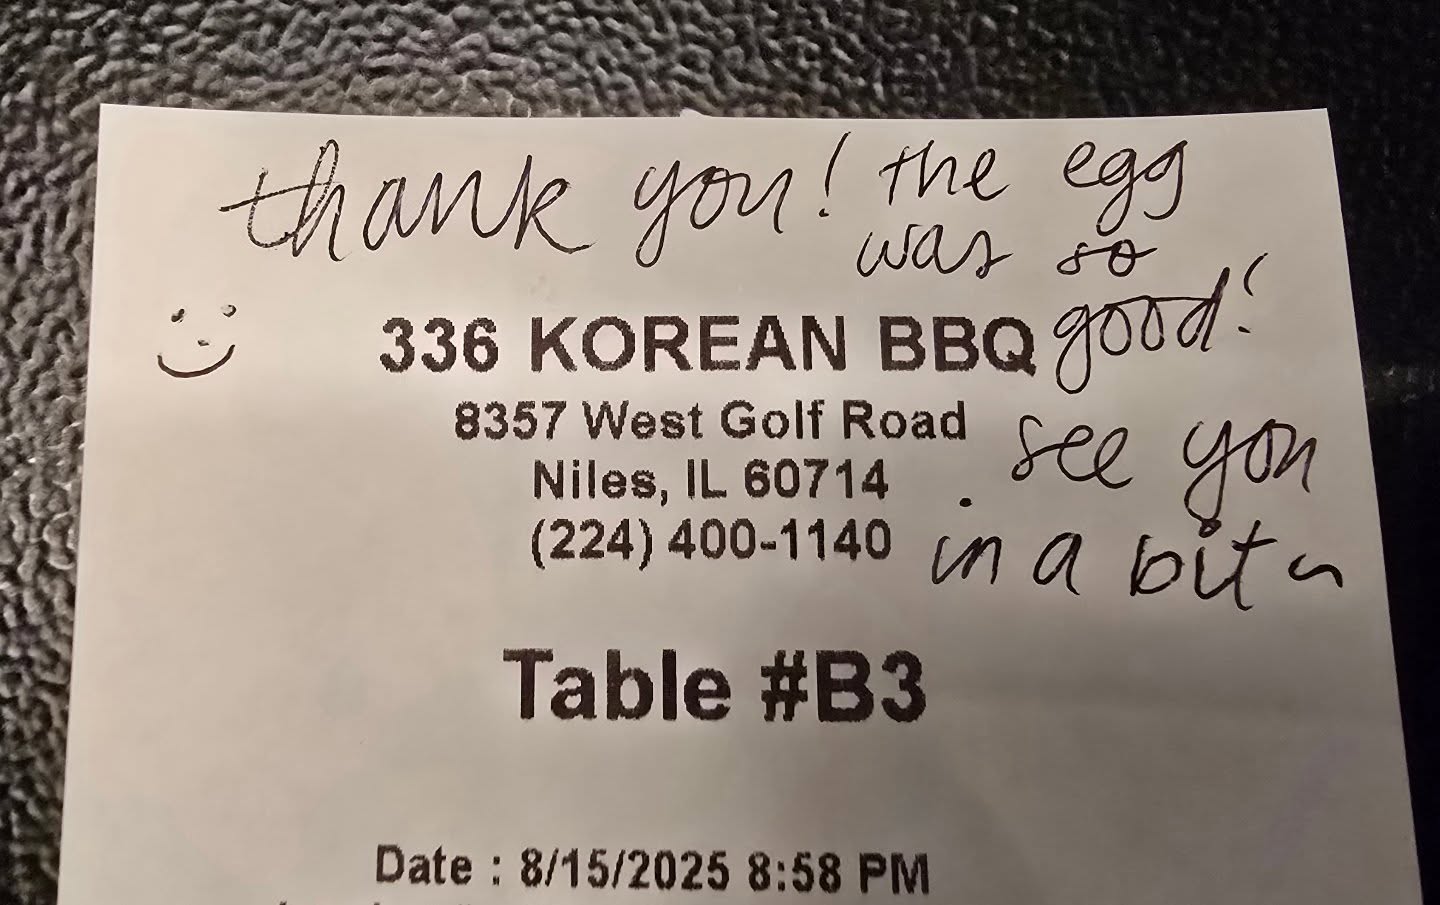 thank you! the egg
was so
good!
336 KOREAN BBQ
8357 West Golf Road
see you
Niles, IL 60714
(224) 400-1140
in a bit ~
Table #B3
Date : 8/15/2025 8:58 PM